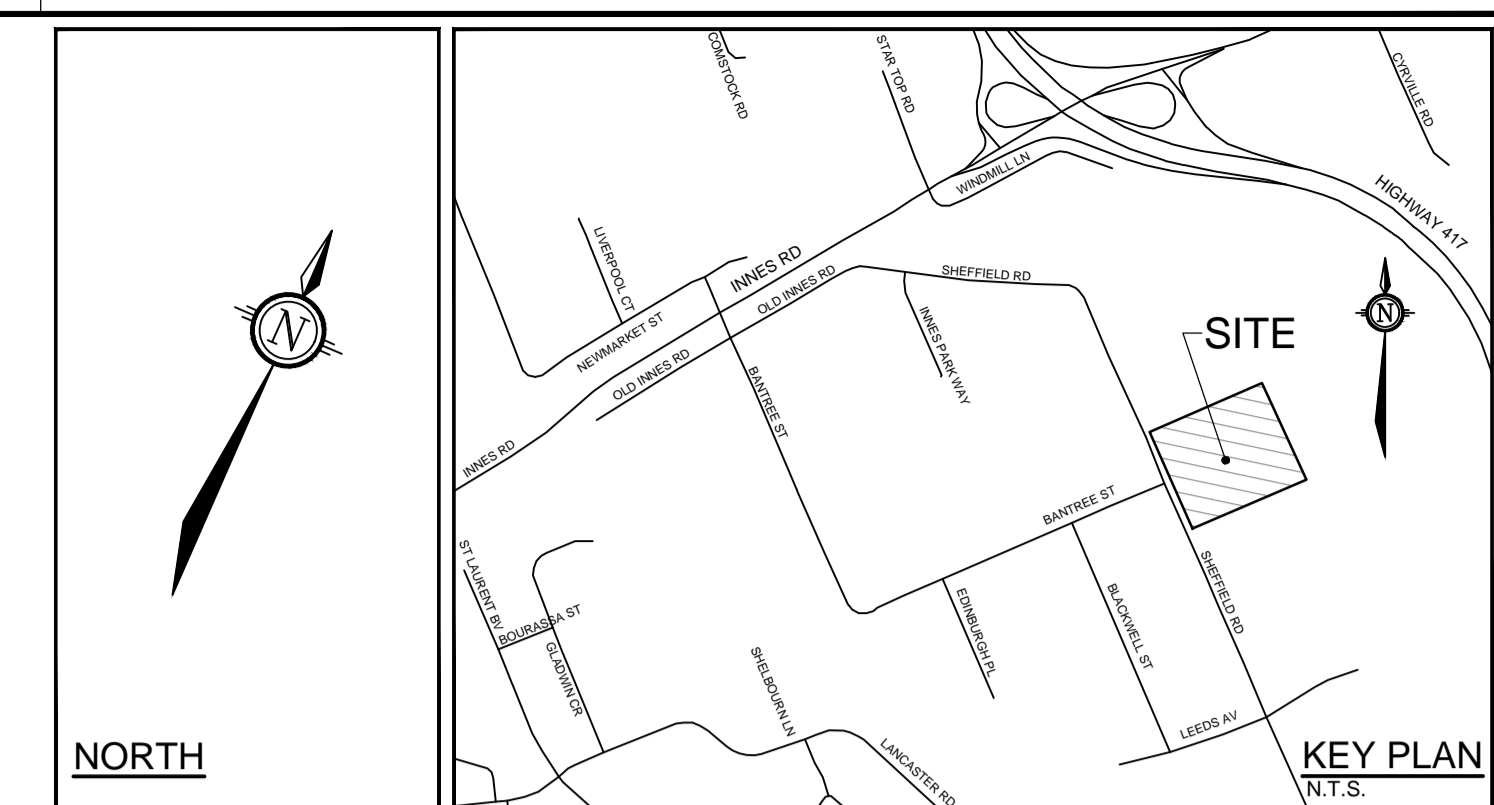 COMSTOCK RD
STAR TOP RD
CYRVILLE RD
WINDMILL LN
HIGHWAY 417
LIVERPOOL CT
INNES RD
SHEFFIELD RD
OLD INNES RD
N
N
NEWMARKET ST
INNES PARK WAY
SITE
OLD INNES RD
BANTREE ST
INNES RD
BANTREE ST
ST LAURENT BV
SHEFFIELD RD
BOURASSA ST
EDINBURGH PL
BLACKWELL ST
GLADWIN CR
SHELBOURN LN
LEEDS AV
LANCASTER RD
NORTH
KEY PLAN
N.T.S.